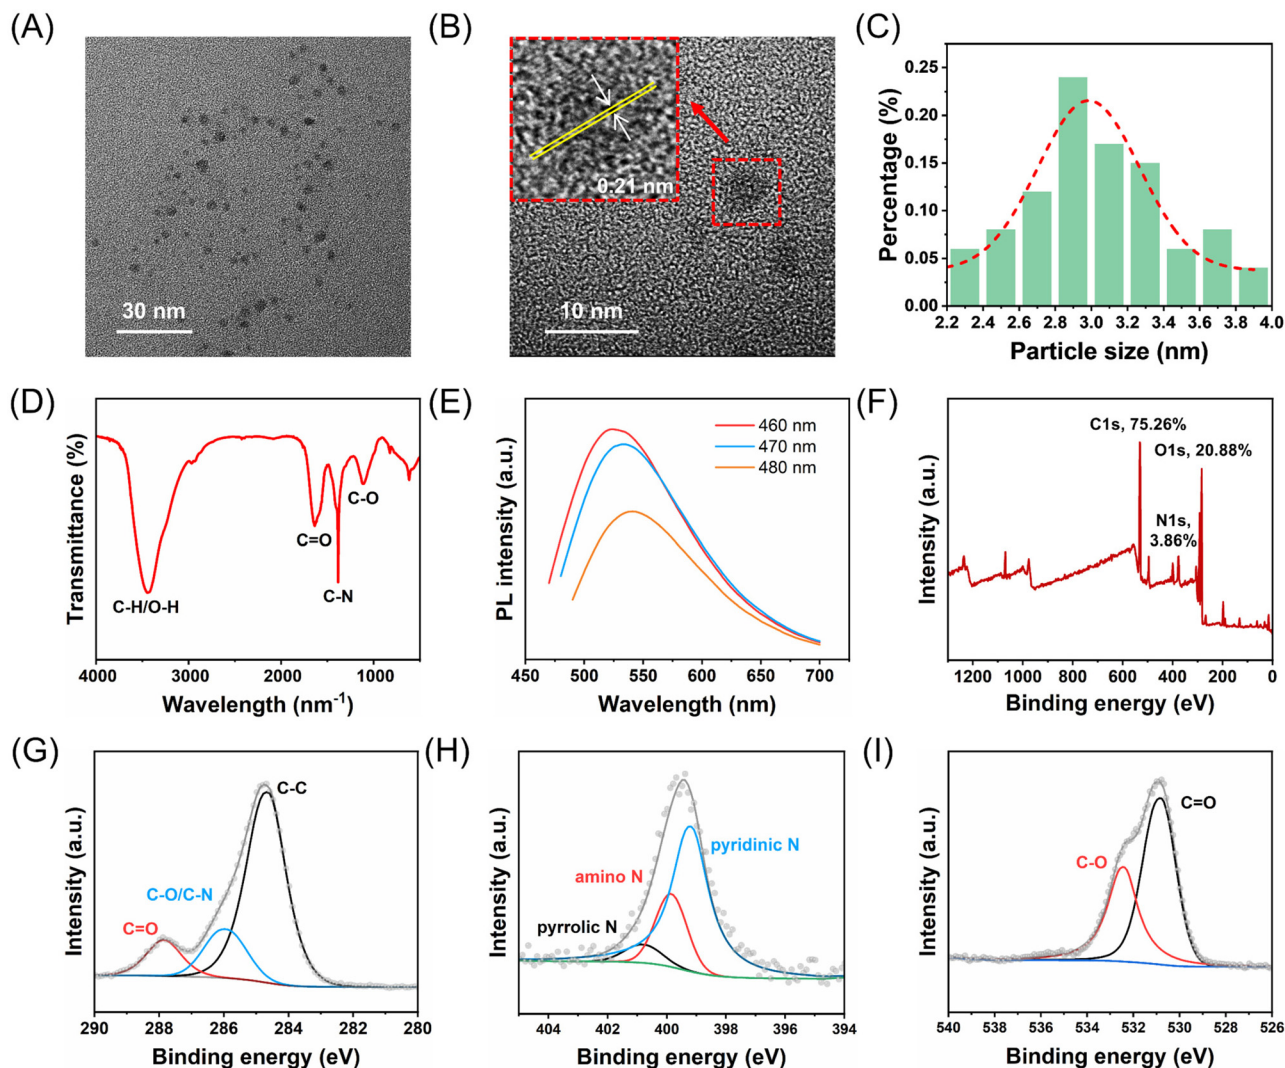 (A)
30 nm
(B)
0.21 nm
10 nm
(C)
Percentage (%)
0.25
0.20
0.15
0.10
0.05
0.00
2.2 2.4 2.6 2.8 3.0 3.2 3.4 3.6 3.8 4.0
Particle size (nm)
(D)
Transmittance (%)
C-H/O-H
C=O
C-N
C-O
4000 3000 2000 1000
Wavelength (nm⁻¹)
(E)
PL intensity (a.u.)
460 nm
470 nm
480 nm
450 500 550 600 650 700
Wavelength (nm)
(F)
Intensity (a.u.)
C1s, 75.26%
O1s, 20.88%
N1s,
3.86%
1200 1000 800 600 400 200 0
Binding energy (eV)
(G)
Intensity (a.u.)
C-C
C-O/C-N
C=O
290 288 286 284 282 280
Binding energy (eV)
(H)
Intensity (a.u.)
pyridinic N
amino N
pyrrolic N
404 402 400 398 396 394
Binding energy (eV)
(I)
Intensity (a.u.)
C=O
C-O
540 538 536 534 532 530 528 526
Binding energy (eV)